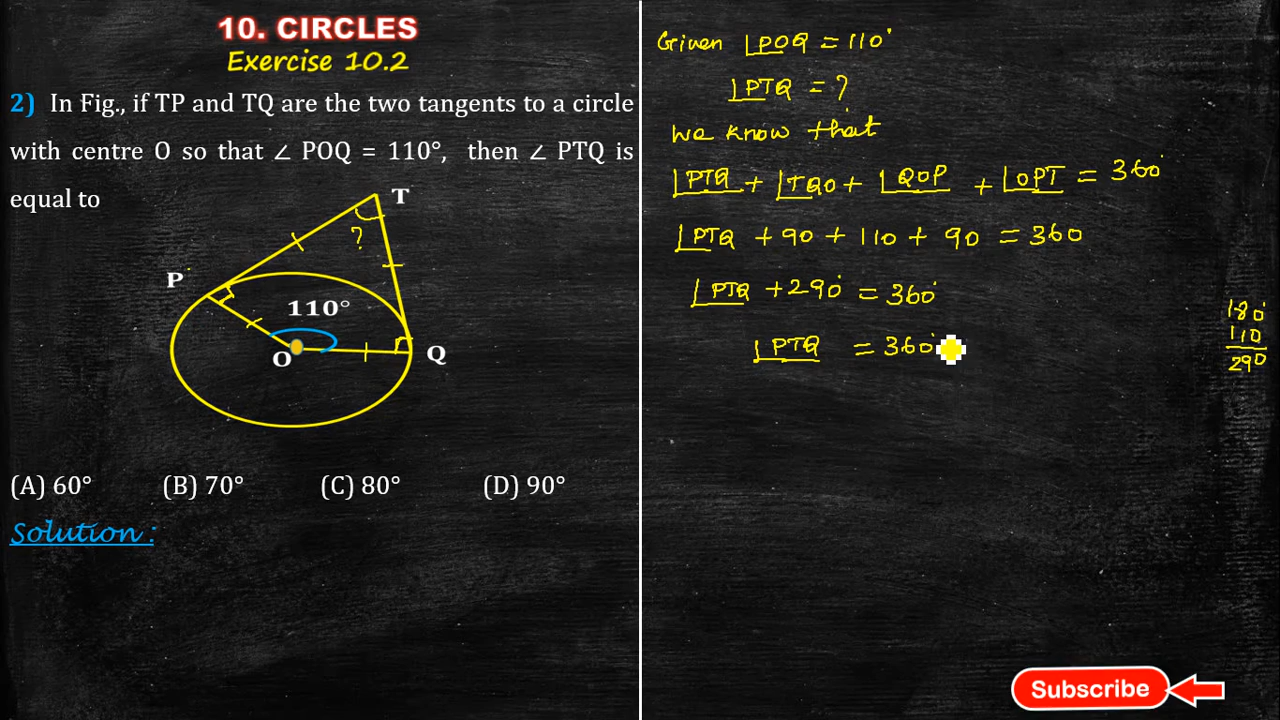 10. CIRCLES
Exercise 10.2
2) In Fig., if TP and TQ are the two tangents to a circle
with centre O so that ∠ POQ = 110°, then ∠ PTQ is
equal to
T
?
P
110°
O
Q
(A) 60° (B) 70° (C) 80° (D) 90°
Solution :
Given ∠POQ = 110°
∠PTQ = ?
We know that
∠PTQ + ∠TQO + ∠QOP + ∠OPT = 360°
∠PTQ + 90 + 110 + 90 = 360
∠PTQ + 290° = 360°
∠PTQ = 360°
180°
110
290
Subscribe